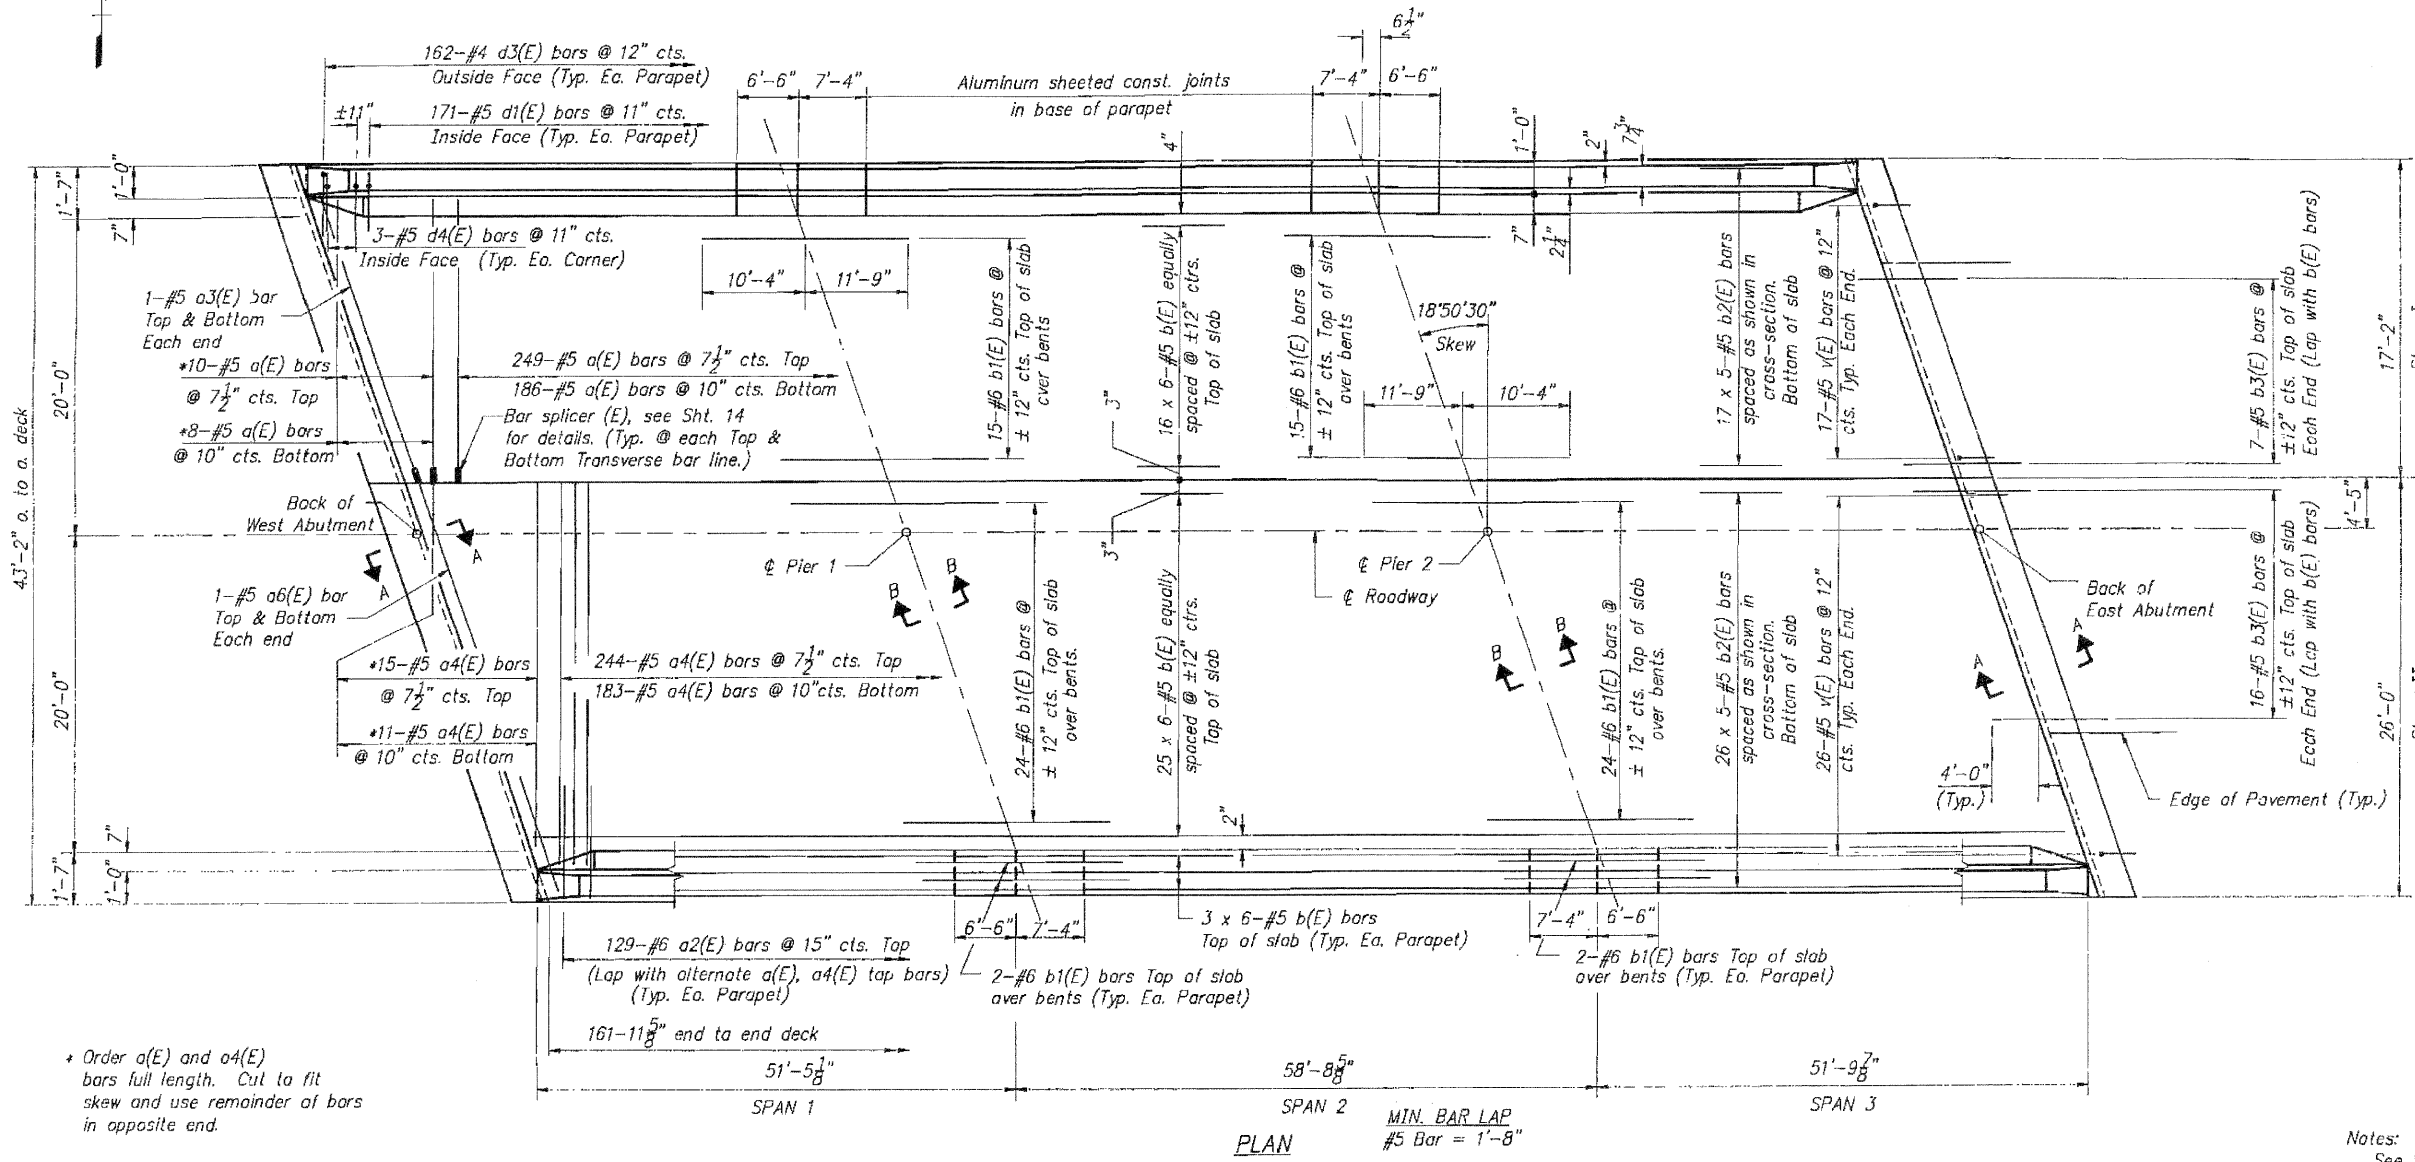 6½"
162-#4 d3(E) bars @ 12" cts.
Outside Face (Typ. Ea. Parapet)
6'-6" 7'-4"
Aluminum sheeted const. joints
in base of parapet
7'-4" 6'-6"
±11"
171-#5 d1(E) bars @ 11" cts.
Inside Face (Typ. Ea. Parapet)
4"
1'-0"
2"
7¾"
1'-7"
1'-0"
7"
3-#5 d4(E) bars @ 11" cts.
Inside Face (Typ. Ea. Corner)
7"
2¼"
10'-4" 11'-9"
1-#5 a3(E) bar
Top & Bottom
Each end
*10-#5 a(E) bars
@ 7½" cts. Top
*8-#5 a(E) bars
@ 10" cts. Bottom
249-#5 a(E) bars @ 7½" cts. Top
186-#5 a(E) bars @ 10" cts. Bottom
Bar splicer (E), see Sht. 14
for details. (Typ. @ each Top &
Bottom Transverse bar line.)
15-#6 b1(E) bars @
± 12" cts. Top of slab
over bents
16 x 6-#5 b(E) equally
spaced @ ±12" ctrs.
Top of slab
15-#6 b1(E) bars @
± 12" cts. Top of slab
over bents
18°50'30"
Skew
11'-9" 10'-4"
17 x 5-#5 b2(E) bars
spaced as shown in
cross-section.
Bottom of slab
17-#5 v(E) bars @ 12"
cts. Typ. Each End.
7-#5 b3(E) bars @
±12" cts. Top of slab
Each End (Lap with b(E) bars)
17'-2"
43'-2" o. to o. deck
20'-0"
3"
3"
4'-5"
Back of
West Abutment
A
A
℄ Pier 1
B
B
℄ Pier 2
℄ Roadway
B
B
Back of
East Abutment
A
A
1-#5 a6(E) bar
Top & Bottom
Each end
*15-#5 a4(E) bars
@ 7½" cts. Top
*11-#5 a4(E) bars
@ 10" cts. Bottom
244-#5 a4(E) bars @ 7½" cts. Top
183-#5 a4(E) bars @ 10"cts. Bottom
20'-0"
24-#6 b1(E) bars @
± 12" cts. Top of slab
over bents.
25 x 6-#5 b(E) equally
spaced @ ±12" ctrs.
Top of slab
24-#6 b1(E) bars @
± 12" cts. Top of slab
over bents.
26 x 5-#5 b2(E) bars
spaced as shown in
cross-section.
Bottom of slab
26-#5 v(E) bars @ 12"
cts. Typ. Each End.
16-#5 b3(E) bars @
±12" cts. Top of slab
Each End (Lap with b(E) bars)
26'-0"
4'-0"
(Typ.)
Edge of Pavement (Typ.)
2"
7"
1'-7"
1'-0"
6'-6" 7'-4"
3 x 6-#5 b(E) bars
Top of slab (Typ. Ea. Parapet)
7'-4" 6'-6"
129-#6 a2(E) bars @ 15" cts. Top
(Lap with alternate a(E), a4(E) top bars)
(Typ. Ea. Parapet)
2-#6 b1(E) bars Top of slab
over bents (Typ. Ea. Parapet)
2-#6 b1(E) bars Top of slab
over bents (Typ. Ea. Parapet)
161-11⅝" end to end deck
51'-5⅛" 58'-8⅝" 51'-9⅞"
SPAN 1 SPAN 2 SPAN 3
* Order a(E) and a4(E)
bars full length. Cut to fit
skew and use remainder of bars
in opposite end.
MIN. BAR LAP
#5 Bar = 1'-8"
PLAN
Notes:
See